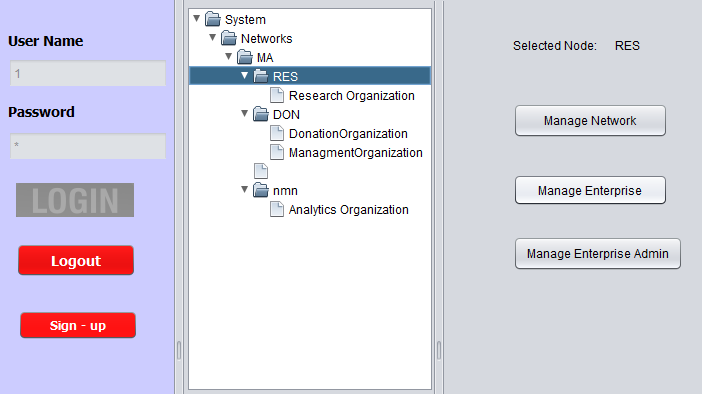 User Name
1
Password
*
LOGIN
Logout
Sign - up
System
Networks
MA
RES
Research Organization
DON
DonationOrganization
ManagmentOrganization
nmn
Analytics Organization
Selected Node: RES
Manage Network
Manage Enterprise
Manage Enterprise Admin